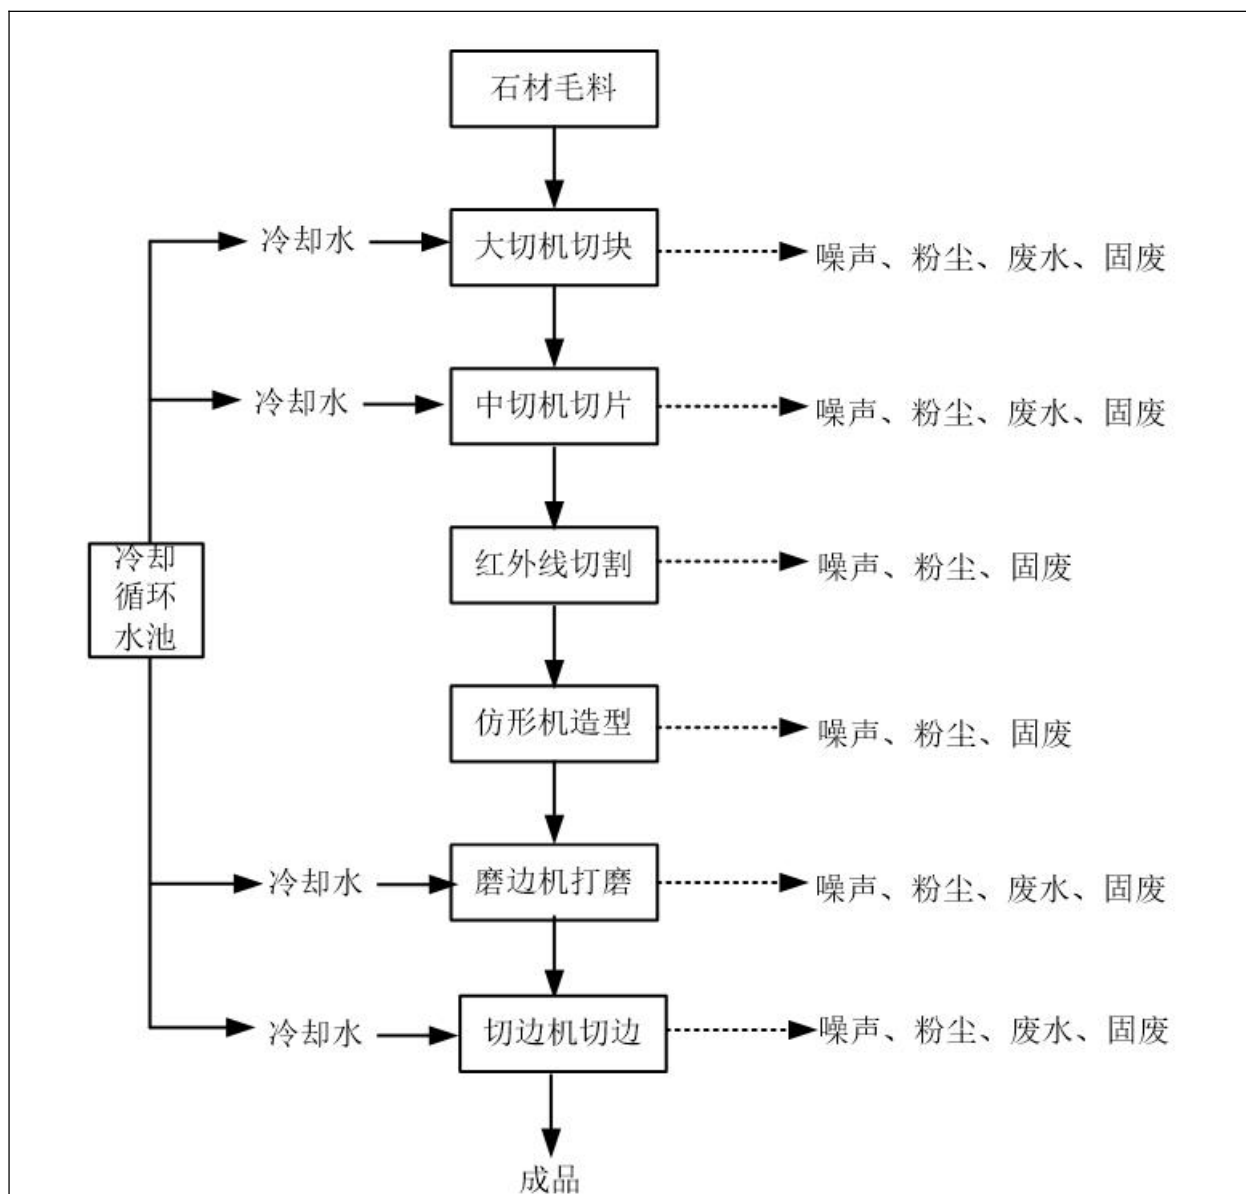 石材毛料
冷却水
大切机切块
噪声、粉尘、废水、固废
冷却水
中切机切片
噪声、粉尘、废水、固废
冷却
循环
水池
红外线切割
噪声、粉尘、固废
仿形机造型
噪声、粉尘、固废
冷却水
磨边机打磨
噪声、粉尘、废水、固废
冷却水
切边机切边
噪声、粉尘、废水、固废
成品